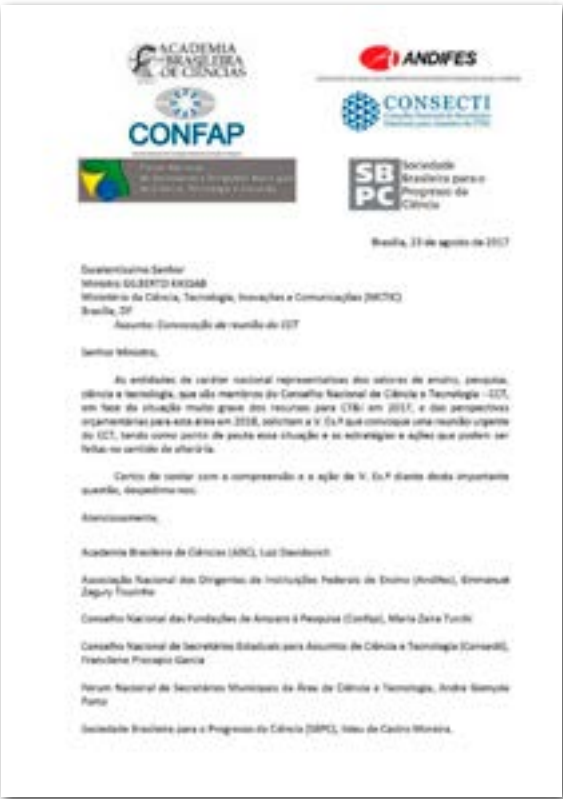 ACADEMIA
BRASILEIRA
DE CIÊNCIAS
ANDIFES
CONFAP
CONSECTI
SB
PC
Sociedade
Brasileira para o
Progresso da
Ciência
Brasília, 23 de agosto de 2017
Excelentíssimo Senhor
Ministro GILBERTO KASSAB
Ministério da Ciência, Tecnologia, Inovações e Comunicações (MCTIC)
Brasília, DF
Assunto: Convocação de reunião do CCT
Senhor Ministro,
As entidades de caráter nacional representativas dos setores de ensino, pesquisa,
ciência e tecnologia, que são membros do Conselho Nacional de Ciência e Tecnologia - CCT,
em face da situação muito grave dos recursos para CT&I em 2017, e das perspectivas
orçamentárias para esta área em 2018, solicitam a V. Ex.ª que convoque uma reunião urgente
do CCT, tendo como ponto de pauta essa situação e as estratégias e ações que podem ser
feitas no sentido de alterá-la.
Certos de contar com a compreensão e a ação de V. Ex.ª diante desta importante
questão, despedimo-nos.
Atenciosamente,
Academia Brasileira de Ciências (ABC), Luiz Davidovich
Associação Nacional dos Dirigentes de Instituições Federais de Ensino (Andifes), Emmanuel
Zagury Tourinho
Conselho Nacional das Fundações de Amparo à Pesquisa (Confap), Maria Zaira Turchi
Conselho Nacional de Secretários Estaduais para Assuntos de Ciência e Tecnologia (Consecti),
Francilene Procopio Garcia
Forum Nacional de Secretários Municipais da Área de Ciência e Tecnologia, Andre Gomyde
Porto
Sociedade Brasileira para o Progresso da Ciência (SBPC), Ildeu de Castro Moreira.